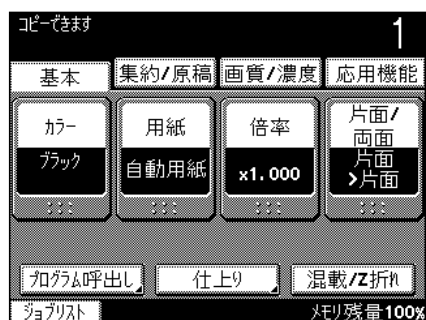 コピーできます
1
基本 集約/原稿 画質/濃度 応用機能
カラー 用紙 倍率 片面/
両面
ブラック 自動用紙 x1.000 片面
>片面
プログラム呼出し 仕上り 混載/Z折れ
ジョブリスト メモリ残量100%